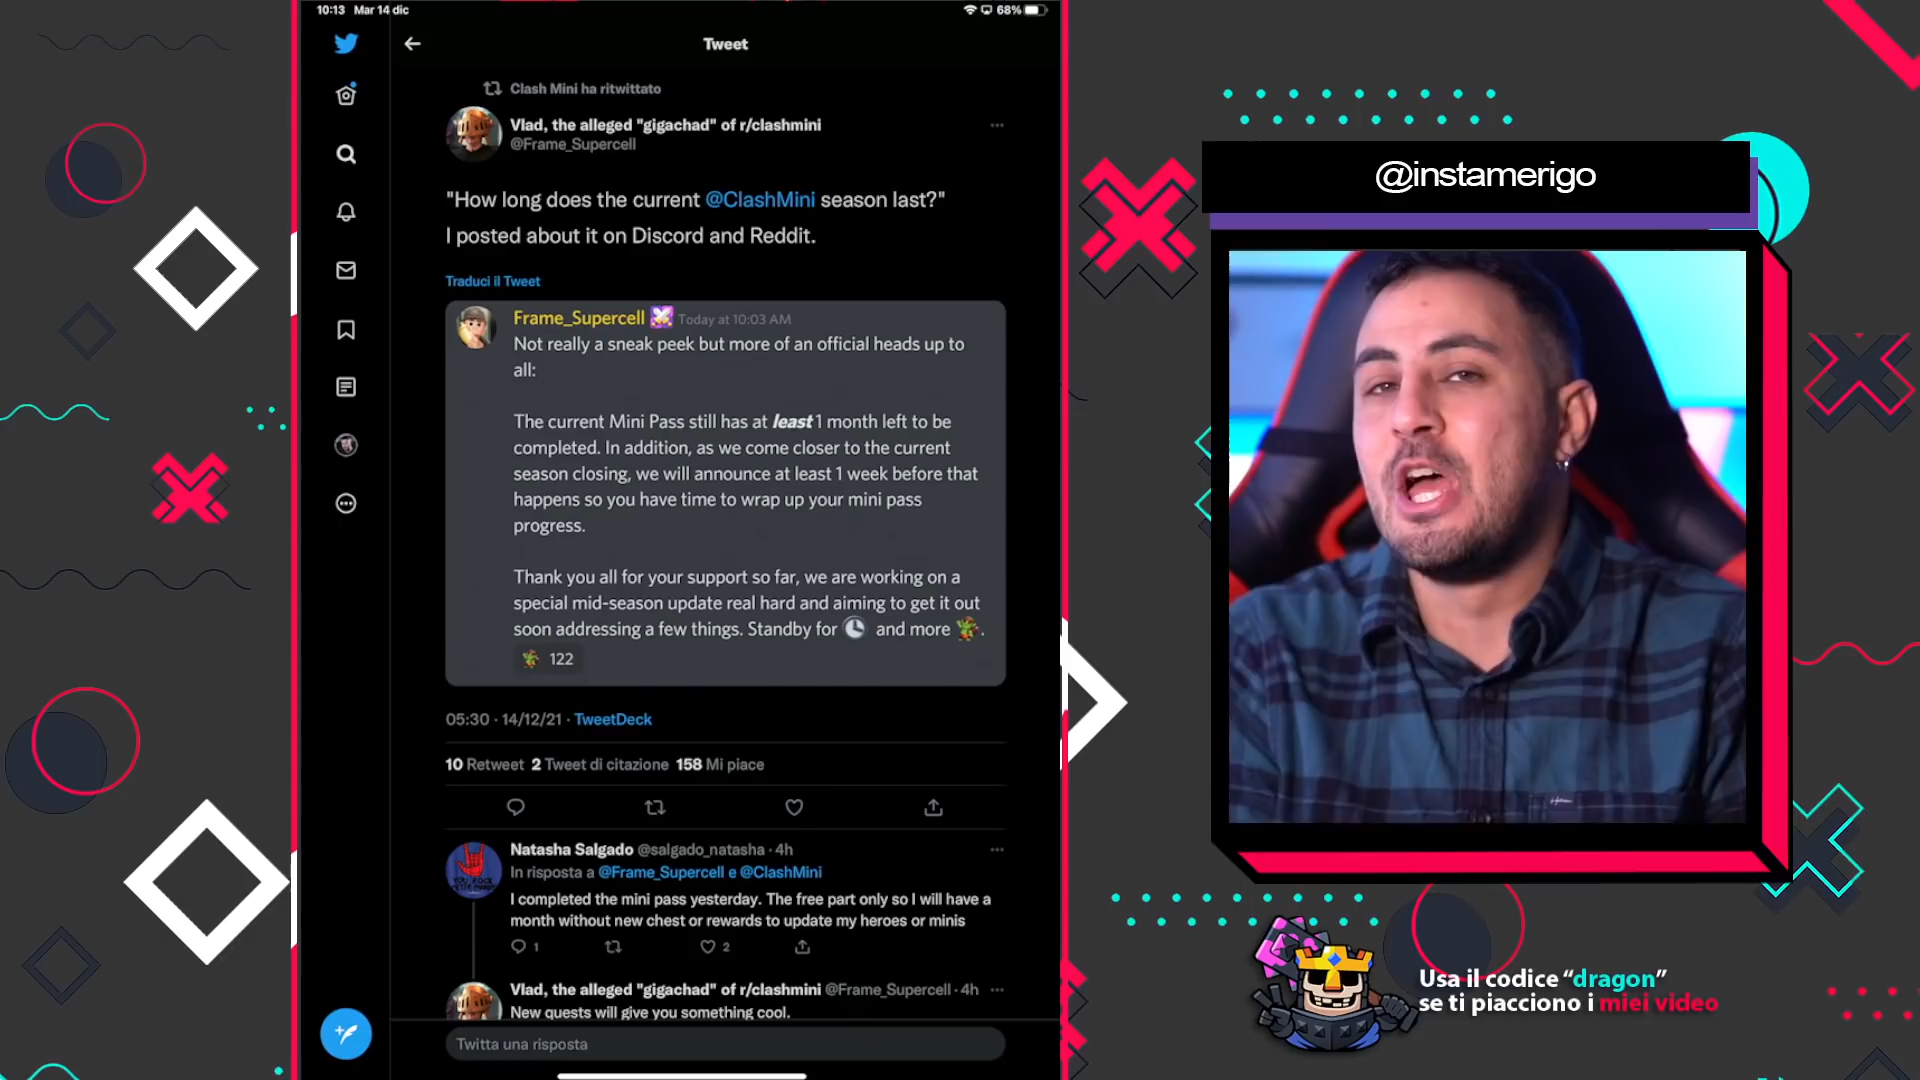 10:13 Mar 14 dic
68%
Tweet
Clash Mini ha ritwittato
Vlad, the alleged "gigachad" of r/clashmini
@Frame_Supercell
"How long does the current @ClashMini season last?"
I posted about it on Discord and Reddit.
Traduci il Tweet
Frame_Supercell Today at 10:03 AM
Not really a sneak peek but more of an official heads up to
all:
The current Mini Pass still has at least 1 month left to be
completed. In addition, as we come closer to the current
season closing, we will announce at least 1 week before that
happens so you have time to wrap up your mini pass
progress.
Thank you all for your support so far, we are working on a
special mid-season update real hard and aiming to get it out
soon addressing a few things. Standby for 🕓 and more .
122
05:30 · 14/12/21 · TweetDeck
10 Retweet 2 Tweet di citazione 158 Mi piace
Natasha Salgado @salgado_natasha · 4h
In risposta a @Frame_Supercell e @ClashMini
I completed the mini pass yesterday. The free part only so I will have a
month without new chest or rewards to update my heroes or minis
1 2
Vlad, the alleged "gigachad" of r/clashmini @Frame_Supercell · 4h
New quests will give you something cool.
Twitta una risposta
@instamerigo
Usa il codice “dragon”
se ti piacciono i miei video